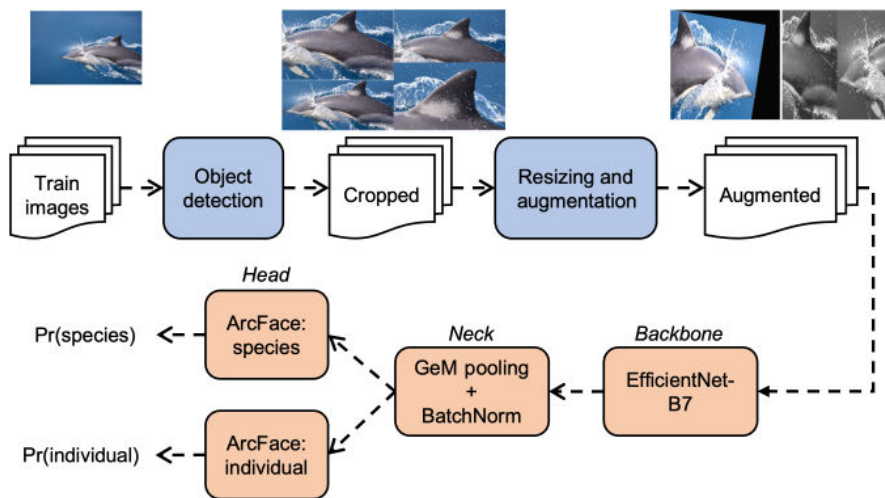 Train
images
Object
detection
Cropped
Resizing and
augmentation
Augmented
Head
Pr(species)
ArcFace:
species
Neck
GeM pooling
+
BatchNorm
Backbone
EfficientNet-
B7
Pr(individual)
ArcFace:
individual